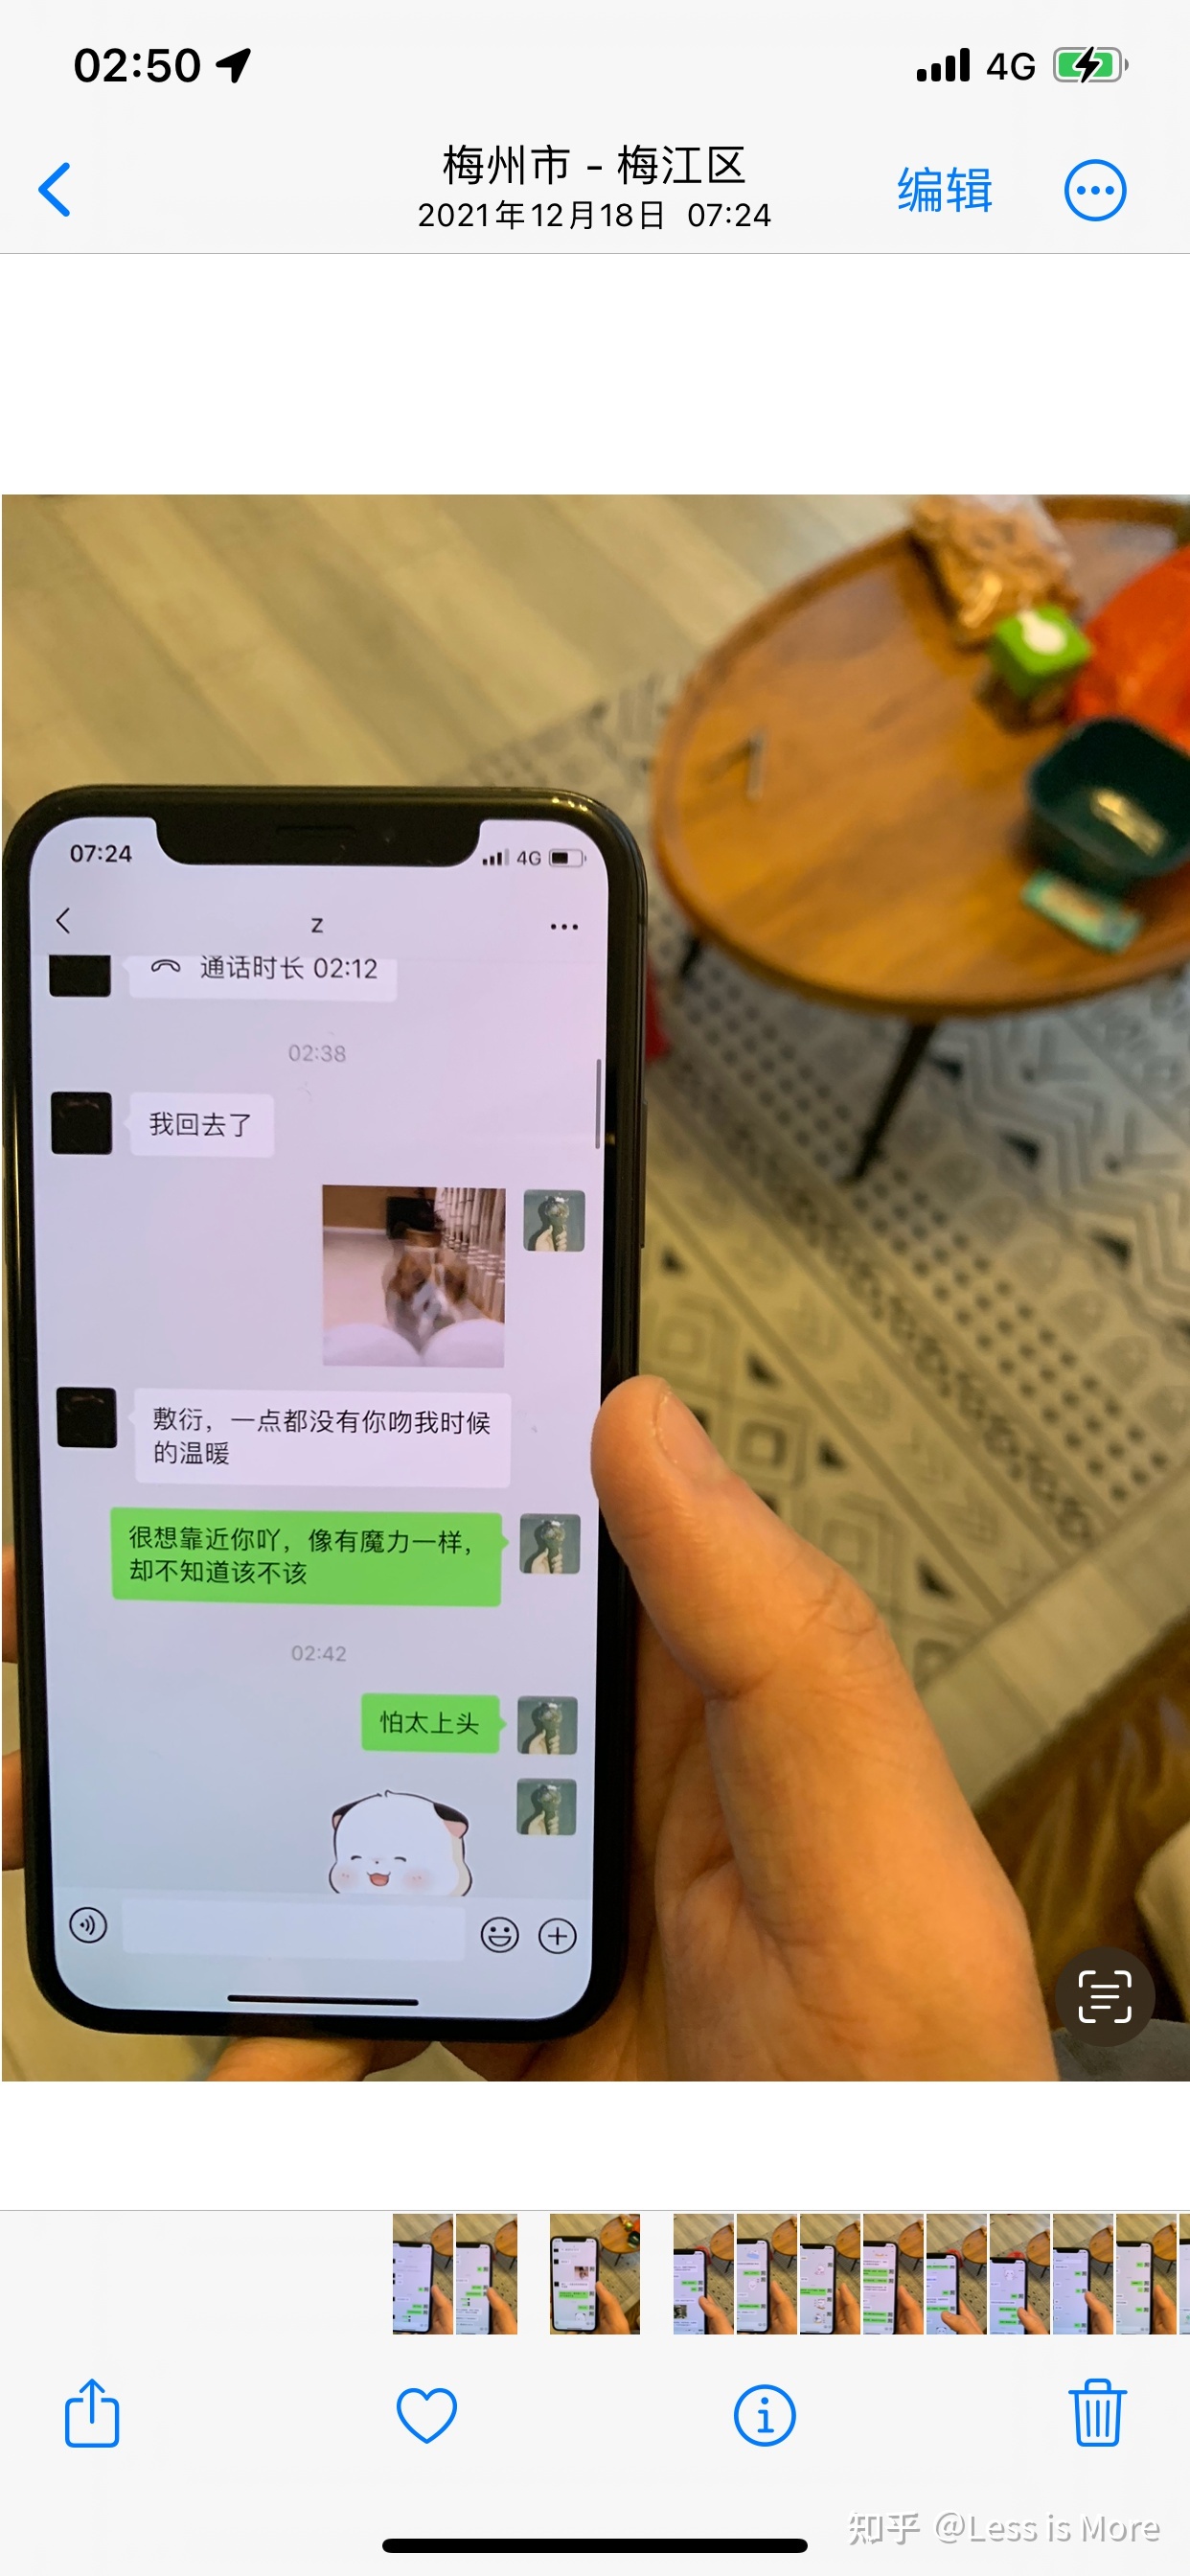 02:50
4G
梅州市 - 梅江区
2021年12月18日 07:24
编辑
07:24
4G
z
通话时长 02:12
02:38
我回去了
敷衍，一点都没有你吻我时候
的温暖
很想靠近你吖，像有魔力一样，
却不知道该不该
02:42
怕太上头
知乎 @Less is More